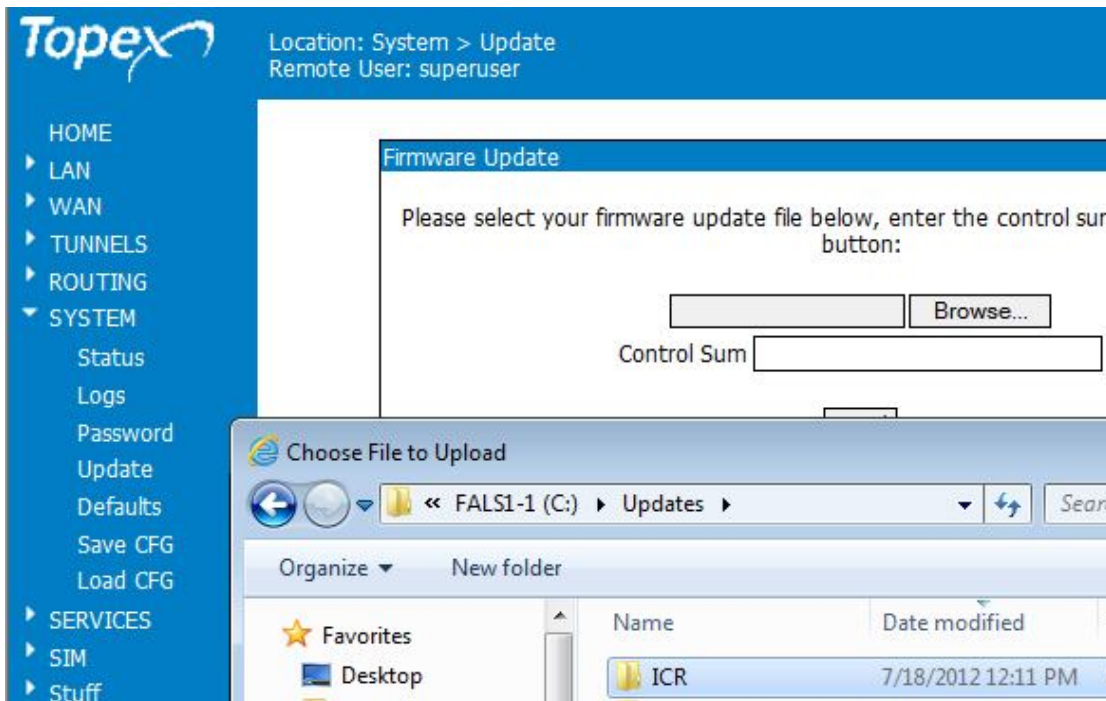 Topex
Location: System > Update
Remote User: superuser
HOME
LAN
WAN
TUNNELS
ROUTING
SYSTEM
Status
Logs
Password
Update
Defaults
Save CFG
Load CFG
SERVICES
SIM
Stuff
Firmware Update
Please select your firmware update file below, enter the control
button:
Browse...
Control Sum
Choose File to Upload
« FALS1-1 (C:) Updates
Organize New folder
Favorites
Desktop
Name Date modified
ICR 7/18/2012 12:11 PM